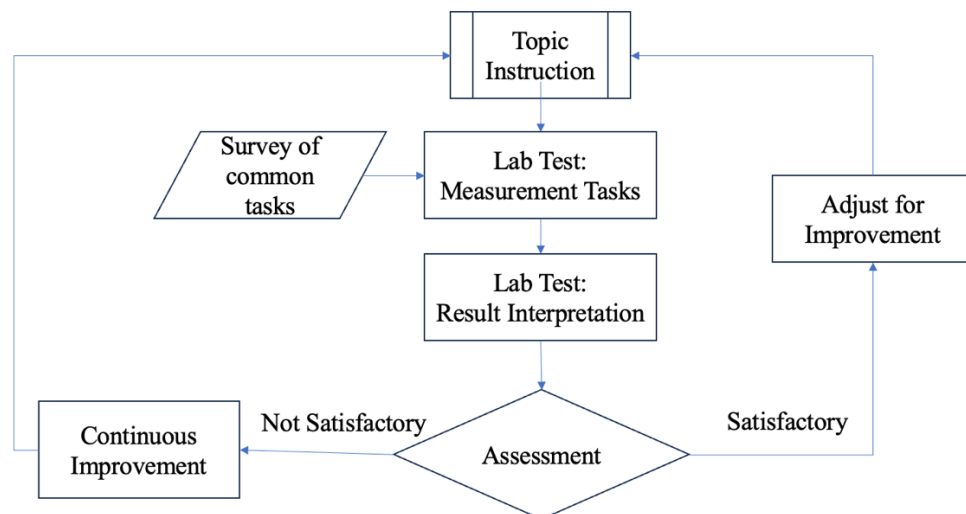 Topic
Instruction
Survey of
common
tasks
Lab Test:
Measurement Tasks
Adjust for
Improvement
Lab Test:
Result Interpretation
Not Satisfactory
Satisfactory
Continuous
Improvement
Assessment